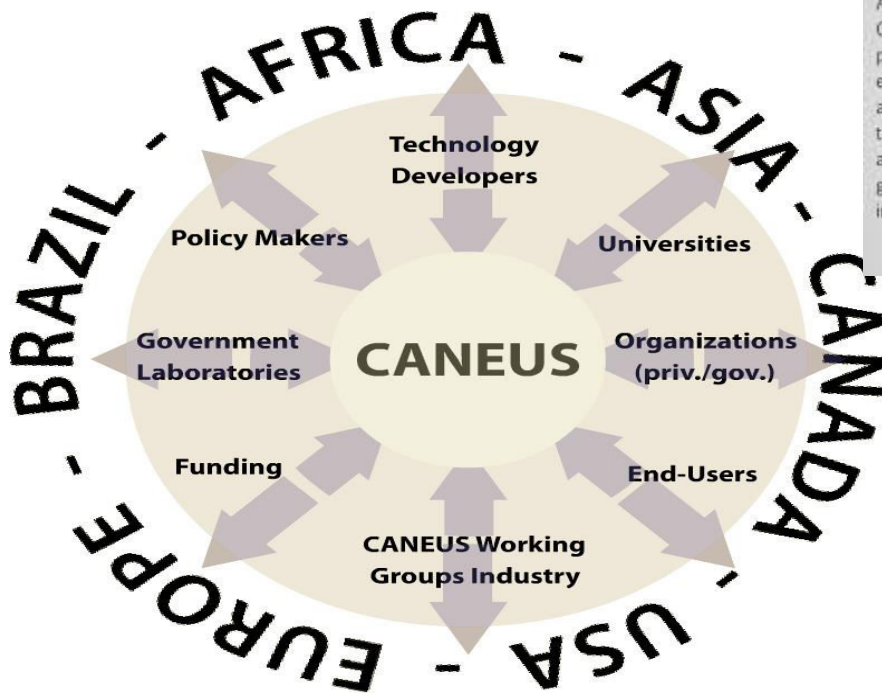 BRAZIL - AFRICA - ASIA - CANADA - USA - EUROPE -
Technology
Developers
Policy Makers
Universities
Government
Laboratories
CANEUS
Organizations
(priv./gov.)
Funding
End-Users
CANEUS Working
Groups Industry